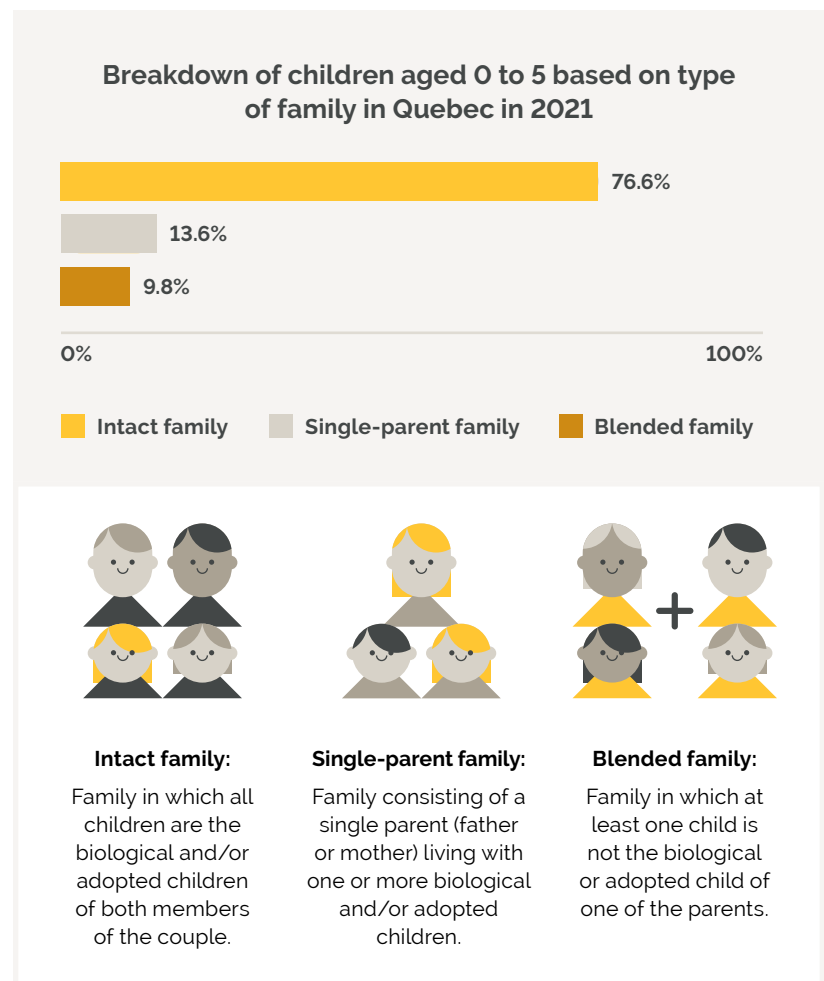 Breakdown of children aged 0 to 5 based on type
of family in Quebec in 2021
76.6%
13.6%
9.8%
0%
100%
Intact family
Single-parent family
Blended family
Intact family:
Family in which all
children are the
biological and/or
adopted children
of both members
of the couple.
Single-parent family:
Family consisting of a
single parent (father
or mother) living with
one or more biological
and/or adopted
children.
Blended family:
Family in which at
least one child is
not the biological
or adopted child of
one of the parents.